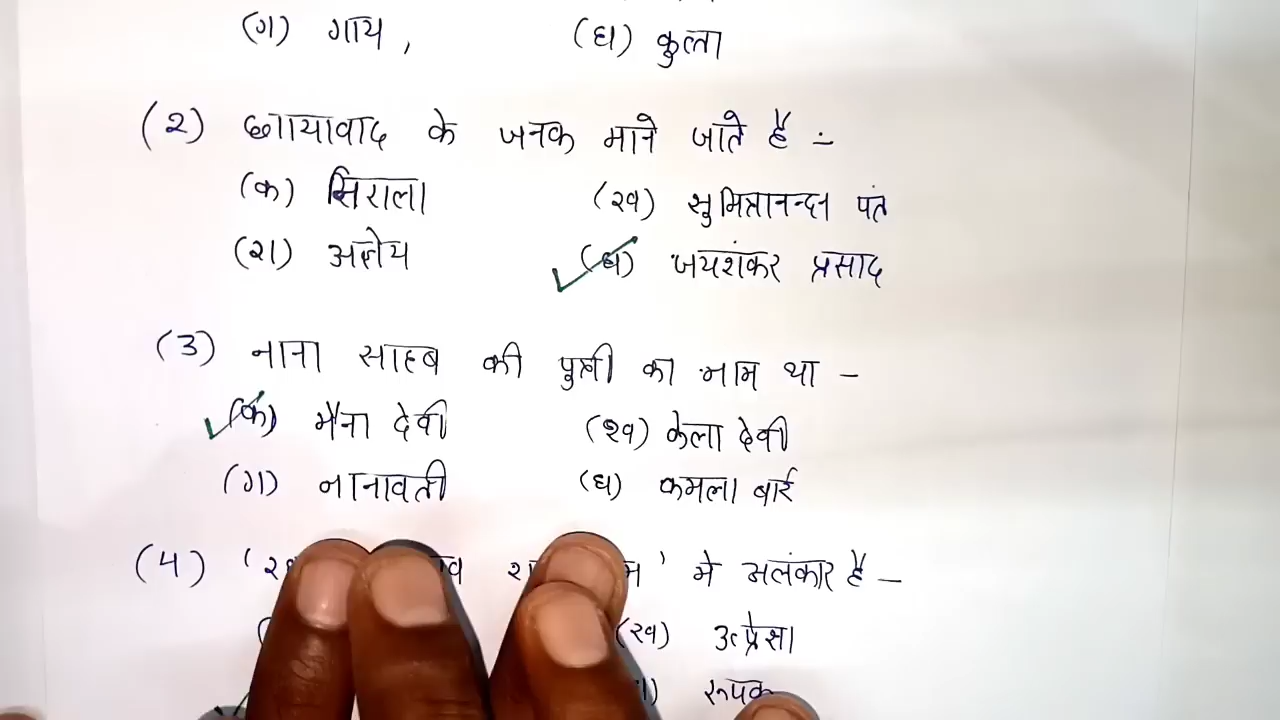 (ग) गाय , (घ) कुत्ता
(2) छायावाद के जनक माने जाते है :-
(क) निराला (ख) सुमित्रानन्दन पंत
(ग) अज्ञेय (घ) जयशंकर प्रसाद
(3) नाना साहब की पुत्री का नाम था -
(क) मैना देवी (ख) केला देवी
(ग) नानावती (घ) कमला बाई
(4) ' ' मे अलंकार है -
(ख) उत्प्रेक्षा
रूपक